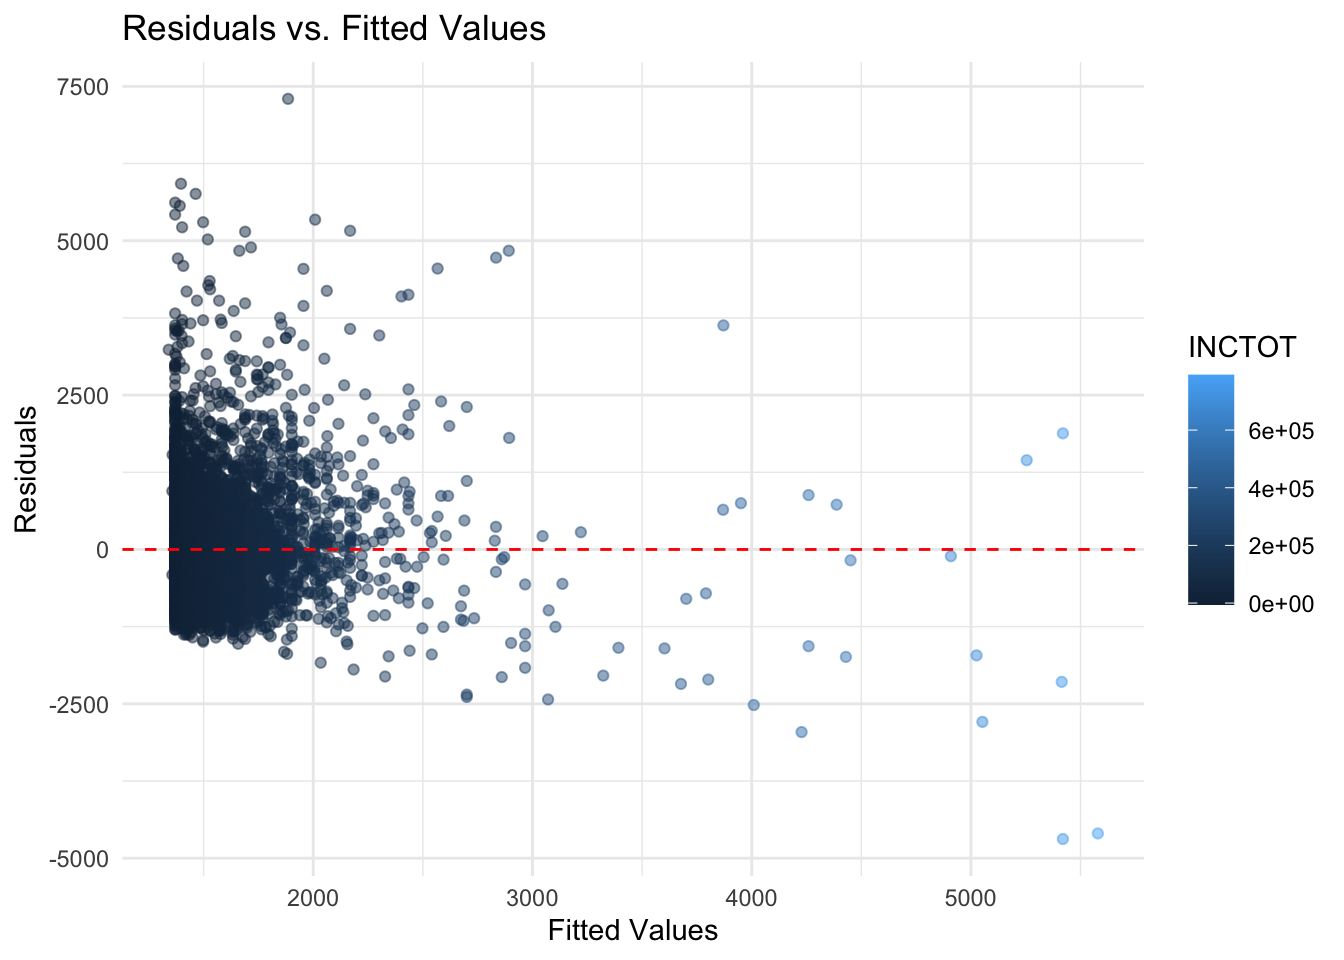 Residuals vs. Fitted Values
7500
5000
2500
0
-2500
-5000
Residuals
2000
3000
4000
5000
Fitted Values
INCTOT
6e+05
4e+05
2e+05
0e+00